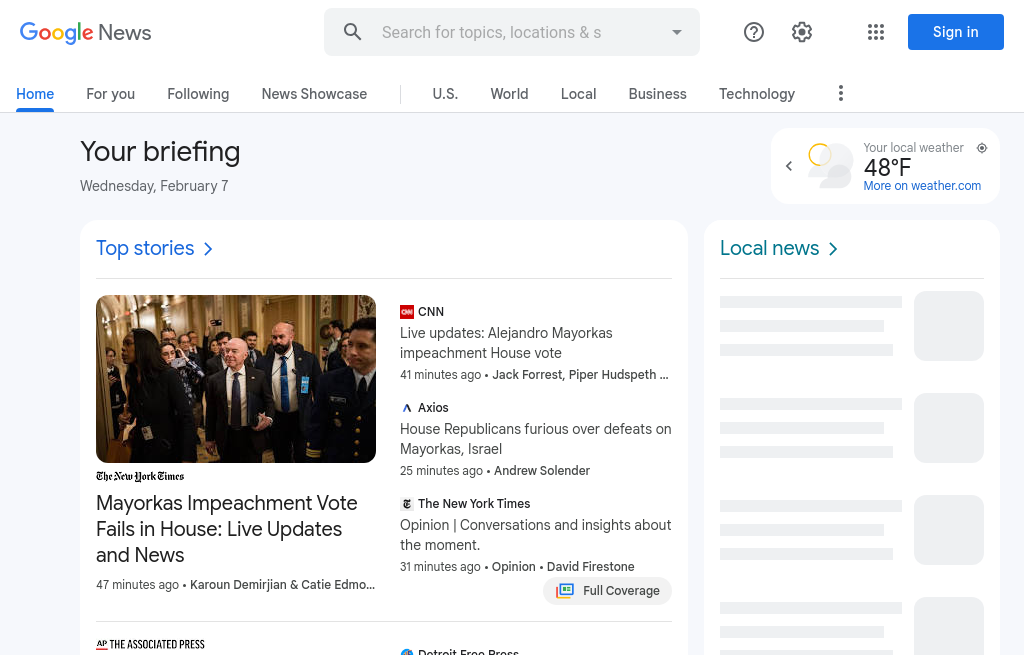 Google News
Search for topics, locations & s
Sign in
Home
For you
Following
News Showcase
U.S.
World
Local
Business
Technology
Your briefing
Wednesday, February 7
Your local weather
48°F
More on weather.com
Top stories
The New York Times
Mayorkas Impeachment Vote
Fails in House: Live Updates
and News
47 minutes ago • Karoun Demirjian & Catie Edmo…
CNN
Live updates: Alejandro Mayorkas
impeachment House vote
41 minutes ago • Jack Forrest, Piper Hudspeth …
Axios
House Republicans furious over defeats on
Mayorkas, Israel
25 minutes ago • Andrew Solender
The New York Times
Opinion | Conversations and insights about
the moment.
31 minutes ago • Opinion • David Firestone
Full Coverage
AP THE ASSOCIATED PRESS
Detroit Free Press
Local news